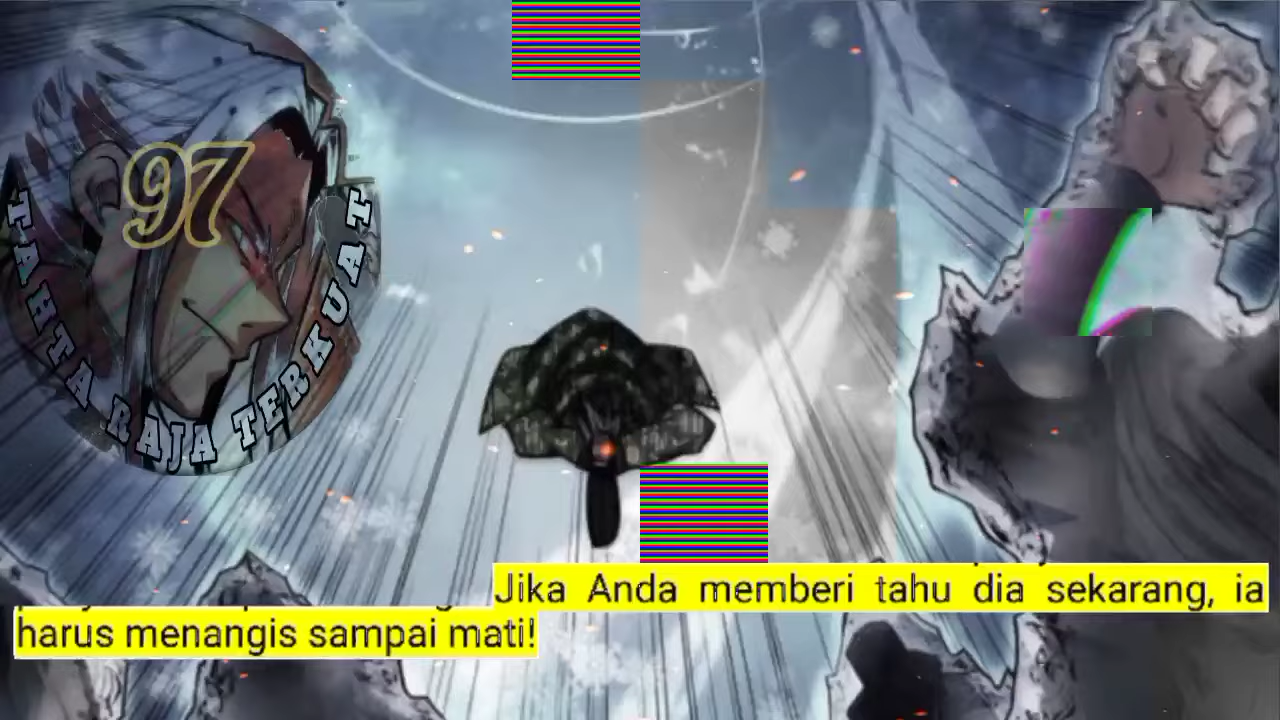 97
TAHTA RAJA TERKUAT
Jika Anda memberi tahu dia sekarang, ia
harus menangis sampai mati!